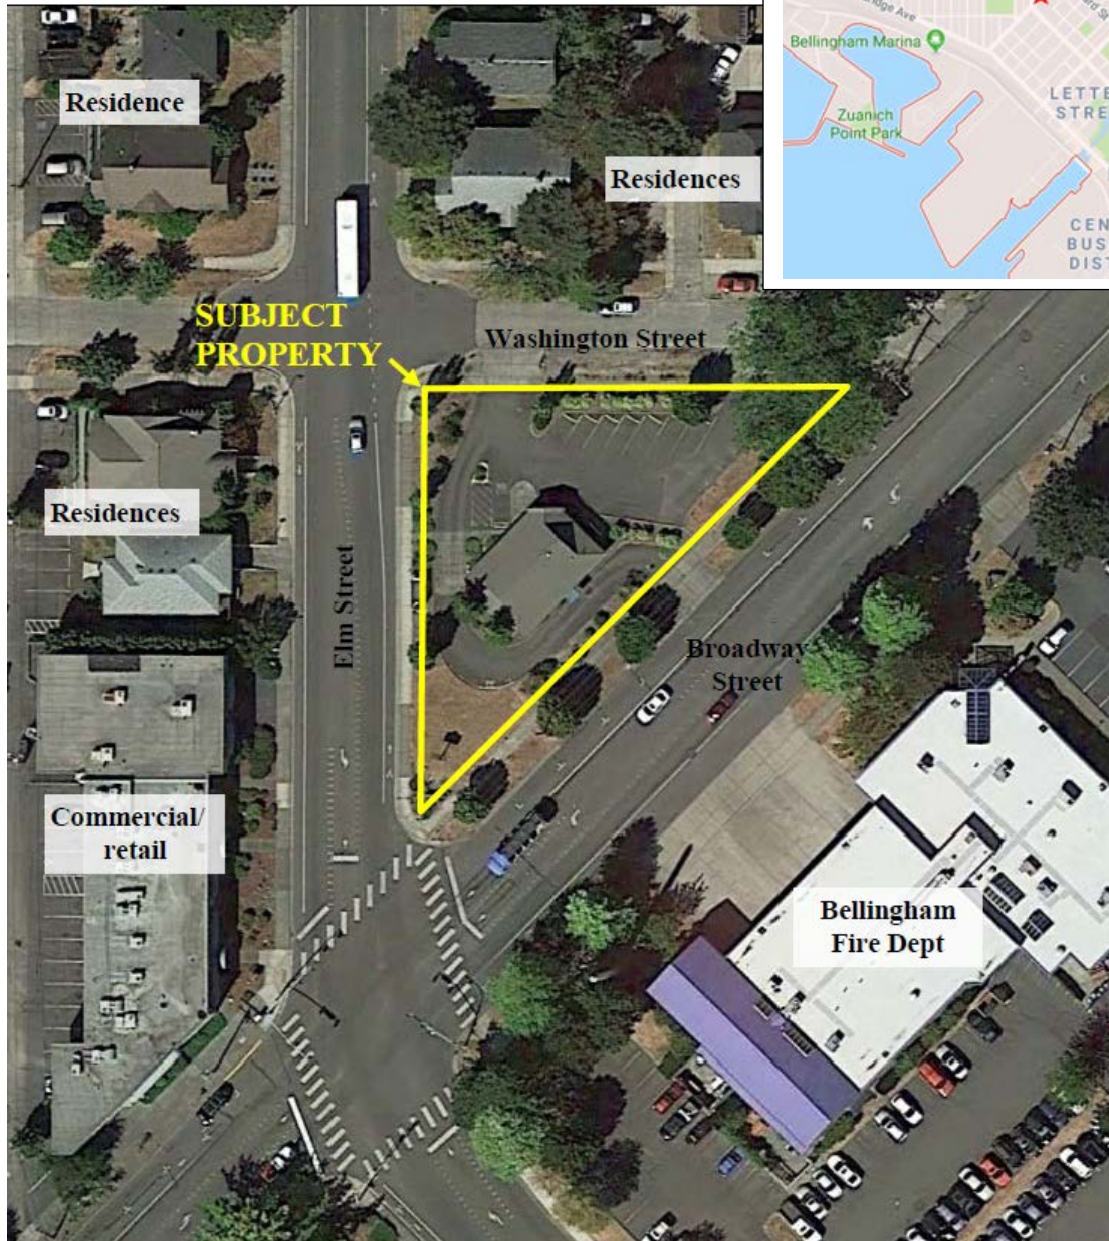 Bellingham Marina
Zuanich
Point Park
Residence
Residences
SUBJECT
PROPERTY
Washington Street
Residences
Elm Street
Broadway
Street
Commercial/
retail
Bellingham
Fire Dept